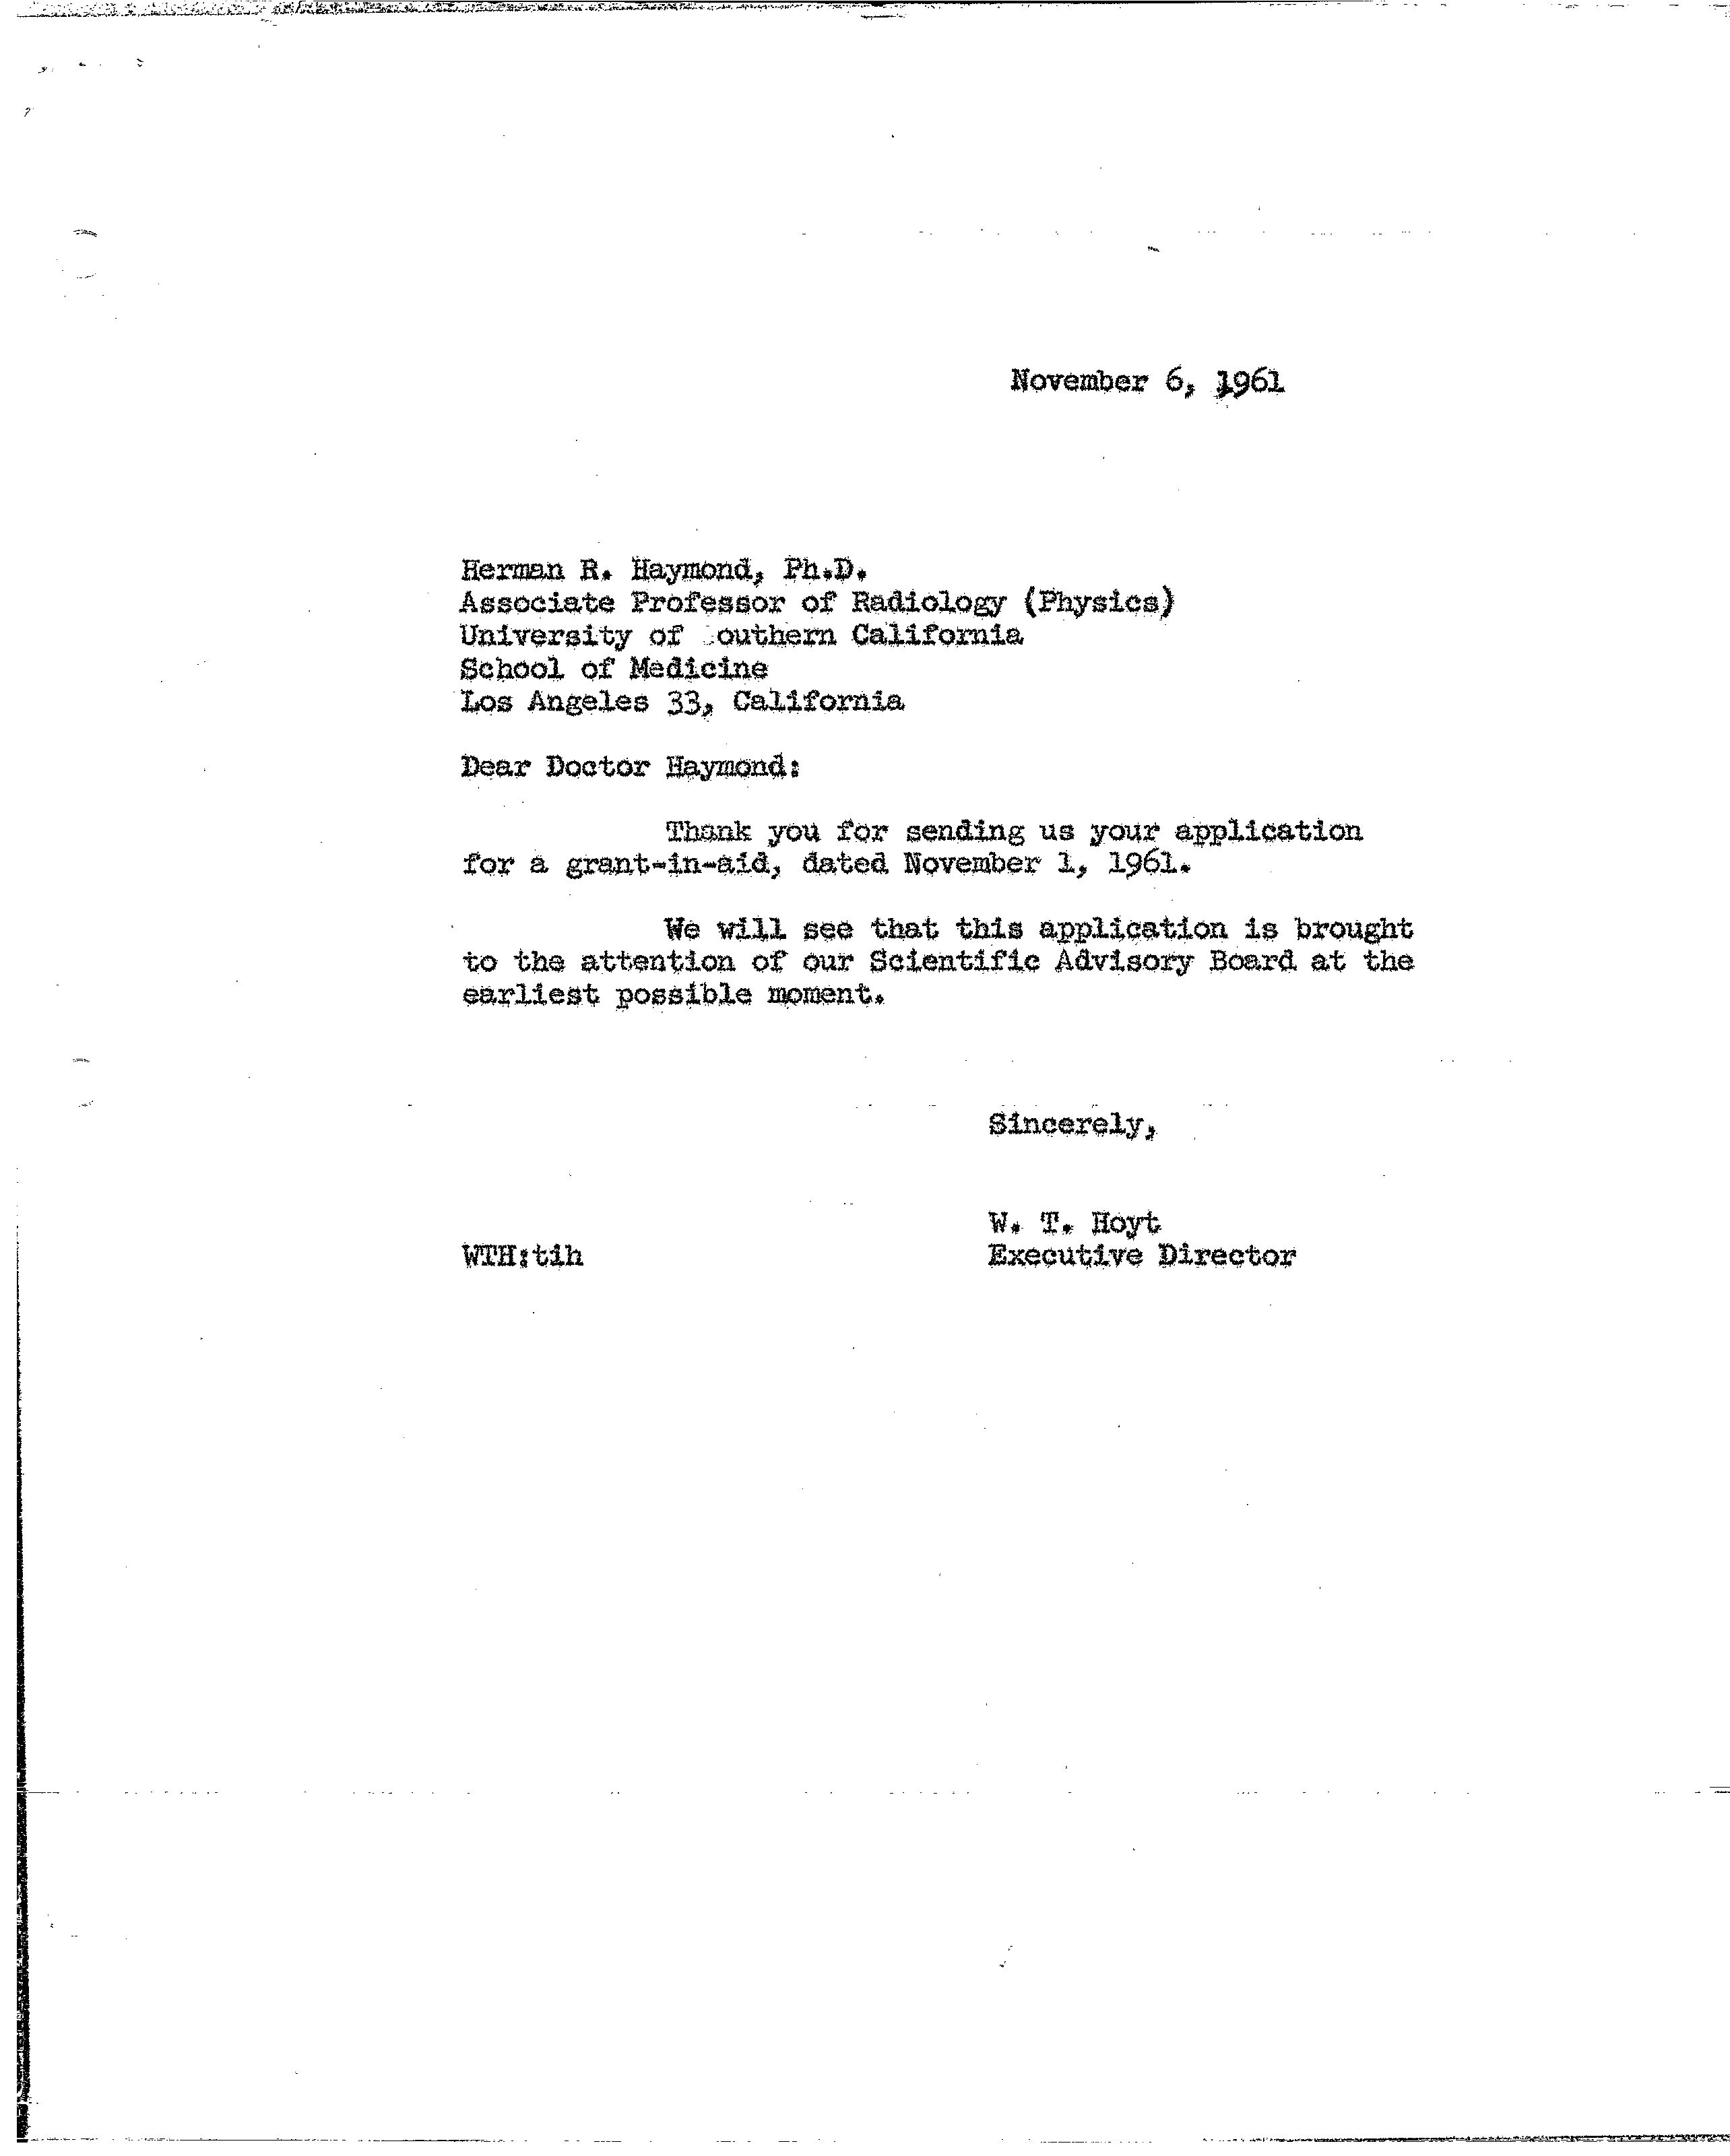 November 6, 1961
Herman R. Haymond, Ph.D.
Associate Professor of Radiology (Physics)
University of outhern California
School of Medicine
Los Angeles 33, California
Dear Doctor Haymond:
Thank you for sending us your application
for a grant-in-aid, dated November 1, 1961.
We will see that this application is brought
to the attention of our Scientific Advisory Board at the
earliest possible moment.
Sincerely,
W. T. Hoyt
WTH:tih Executive Director